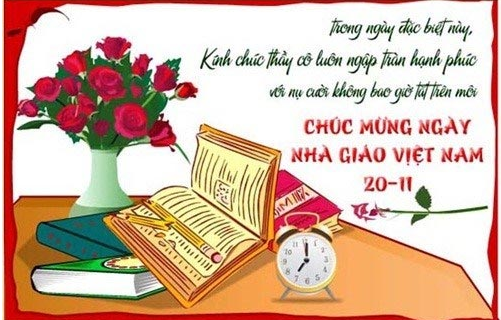 trong ngày đặc biệt này,
Kính chúc thầy cô luôn ngập tràn hạnh phúc
với nụ cười không bao giờ tắt trên môi
CHÚC MỪNG NGÀY
NHÀ GIÁO VIỆT NAM
20-11